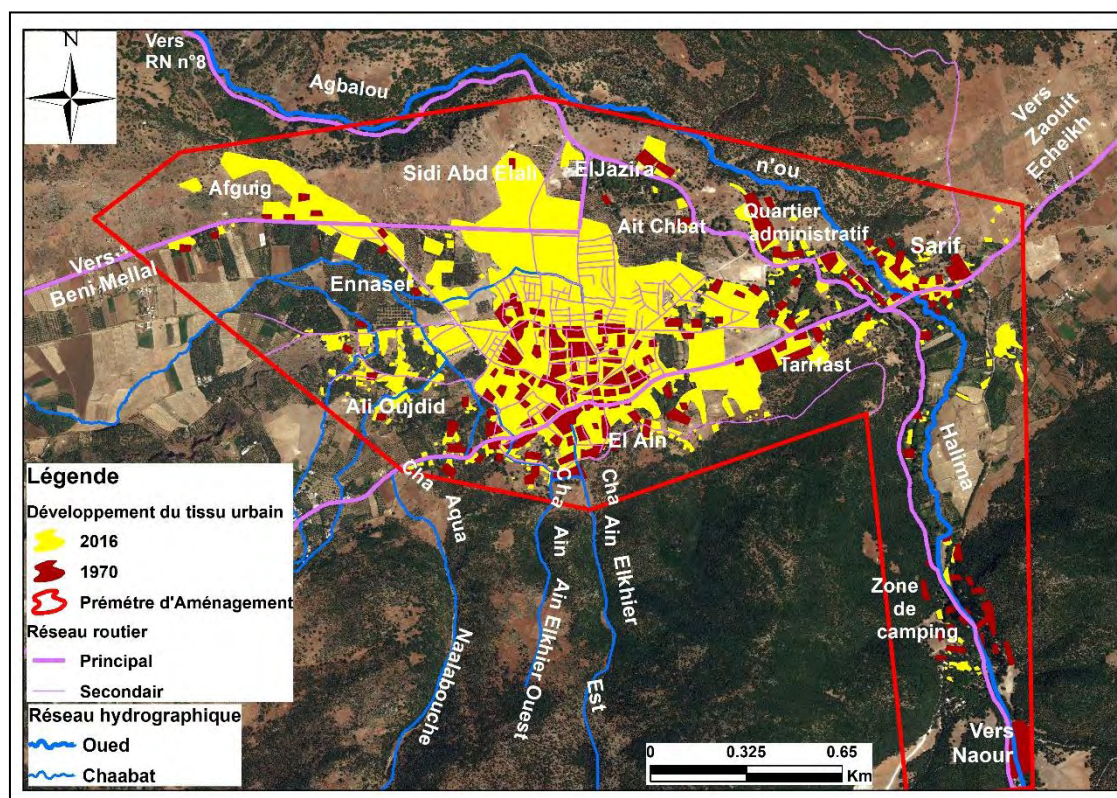 N
Vers
RN n°8
Agbalou
n'ou
Halima
Vers
Zaouit
Echeikh
Sidi Abd Elali
ElJazira
Afguig
Ait Chbat
Quartier
administratif
Sarif
Vers
Beni Mellal
Ennaser
Tarrfast
Ali Oujdid
El Ain
Cha Aqua
Naalabouche
Cha Ain Ain Elkhier Ouest
Cha Ain Elkhier
Est
Zone
de
camping
Vers
Naour
Légende
Développement du tissu urbain
2016
1970
Prémétre d'Aménagement
Réseau routier
Principal
Secondair
Réseau hydrographique
Oued
Chaabat
0 0.325 0.65
Km